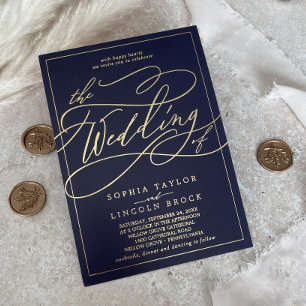 with happy hearts
we invite you to celebrate
the
Wedding
of
SOPHIA TAYLOR
and
LINCOLN BROCK
SATURDAY, SEPTEMBER 24, 20XX
AT 3 O'CLOCK IN THE AFTERNOON
WILLOW GROVE CATHEDRAL
1800 CATHEDRAL ROAD
WILLOW GROVE • PENNSYLVANIA
cocktails, dinner and dancing to follow